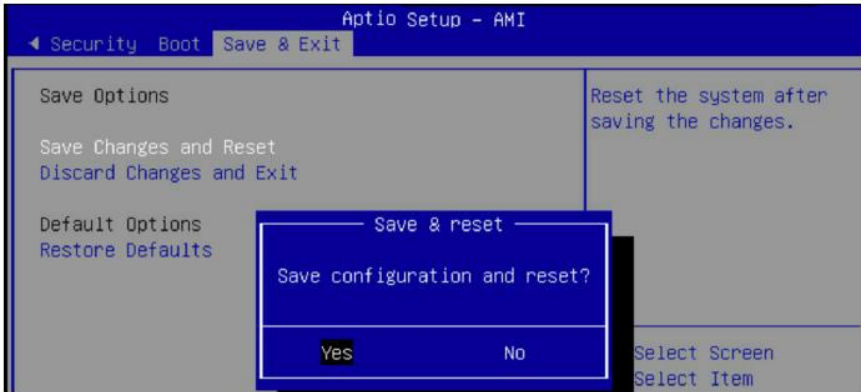 Aptio Setup - AMI
Security Boot Save & Exit
Save Options
Save Changes and Reset
Discard Changes and Exit
Default Options
Restore Defaults
Reset the system after
saving the changes.
Save & reset
Save configuration and reset?
Yes No
Select Screen
Select Item